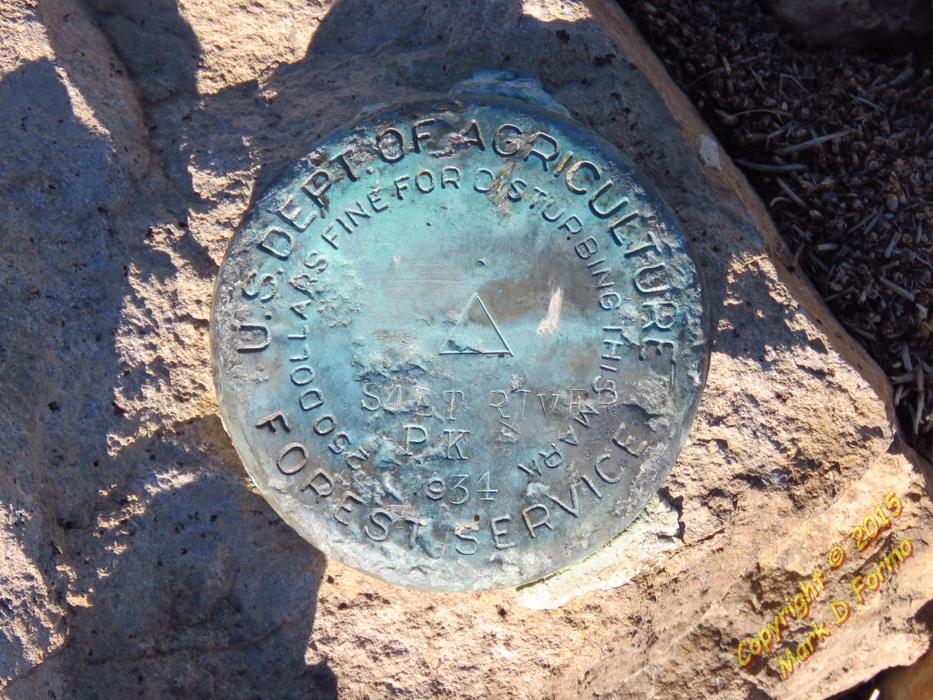 U.S. DEPT. OF AGRICULTURE
250 DOLLARS FINE FOR DISTURBING THIS MARK
SALT RIVER
PK
934
FOREST SERVICE
Copyright © 2015
Mark D Forino